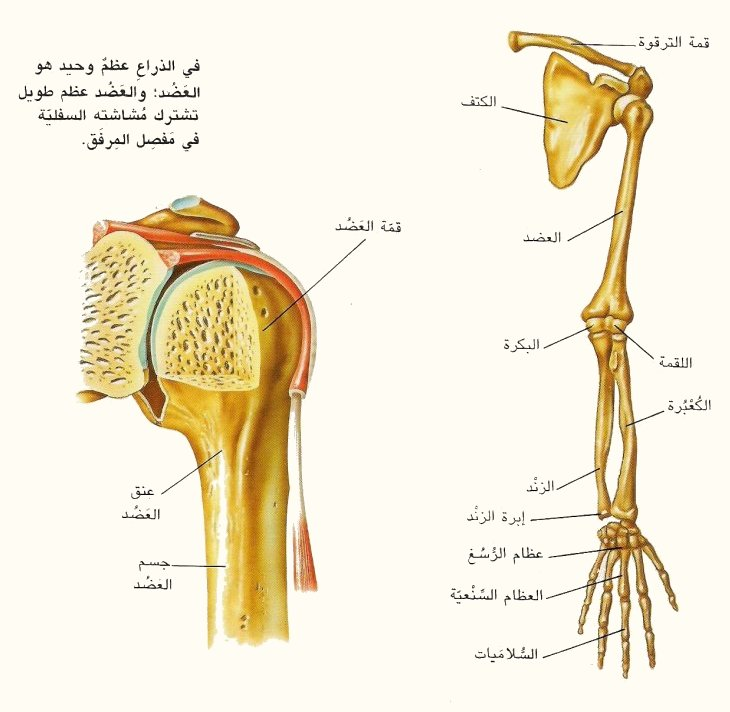 في الذراعِ عظمٌ وحيد هو
العَضُد؛ والعَضُد عظم طويل
تشترك مُشاشته السفليّة
في مَفصِل المِرفَق.
قمّة العَضُد
عنق
العَضُد
جسم
العَضُد
قمة الترقوة
الكتف
العضد
البكرة
اللقمة
الكُعْبُرة
الزنْد
إبرة الزنْد
عظام الرُسُغ
العظام السِّنْعيّة
السُّلامَيات